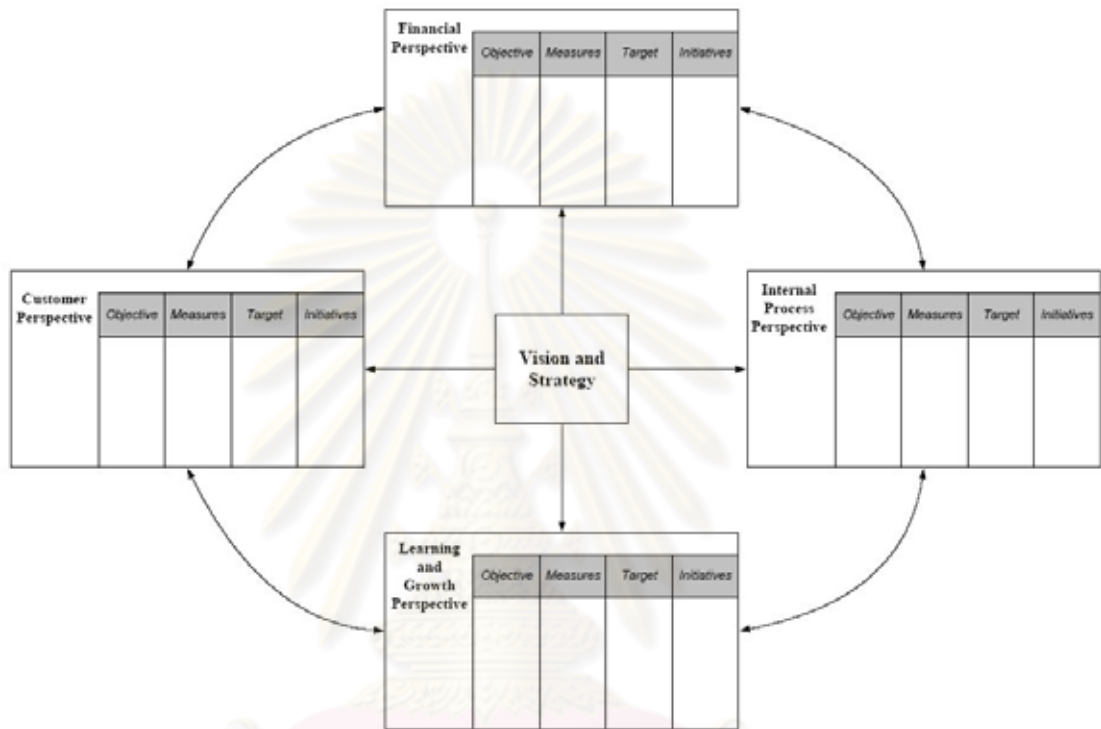 Financial
Perspective
Objective Measures Target Initiatives
Customer
Perspective
Objective Measures Target Initiatives
Vision and
Strategy
Internal
Process
Perspective
Objective Measures Target Initiatives
Learning
and
Growth
Perspective
Objective Measures Target Initiatives